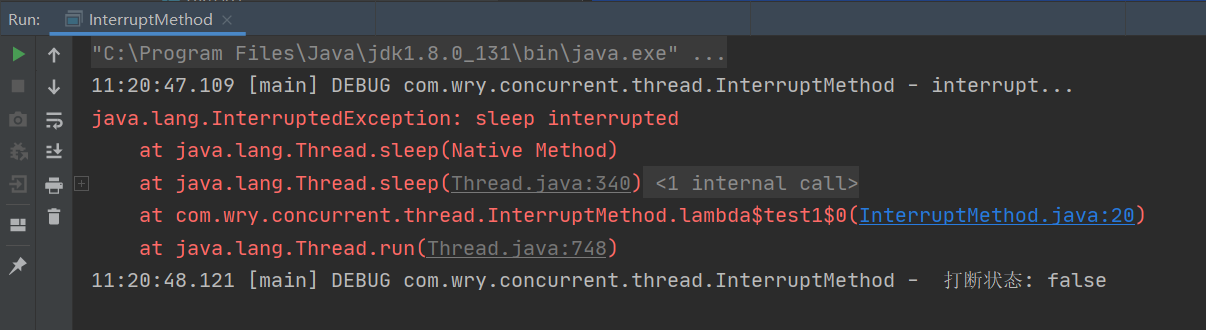 Run: InterruptMethod
"C:\Program Files\Java\jdk1.8.0_131\bin\java.exe" ...
11:20:47.109 [main] DEBUG com.wry.concurrent.thread.InterruptMethod - interrupt...
java.lang.InterruptedException: sleep interrupted
at java.lang.Thread.sleep(Native Method)
at java.lang.Thread.sleep(Thread.java:340) <1 internal call>
at com.wry.concurrent.thread.InterruptMethod.lambda$test1$0(InterruptMethod.java:20)
at java.lang.Thread.run(Thread.java:748)
11:20:48.121 [main] DEBUG com.wry.concurrent.thread.InterruptMethod -  打断状态: false